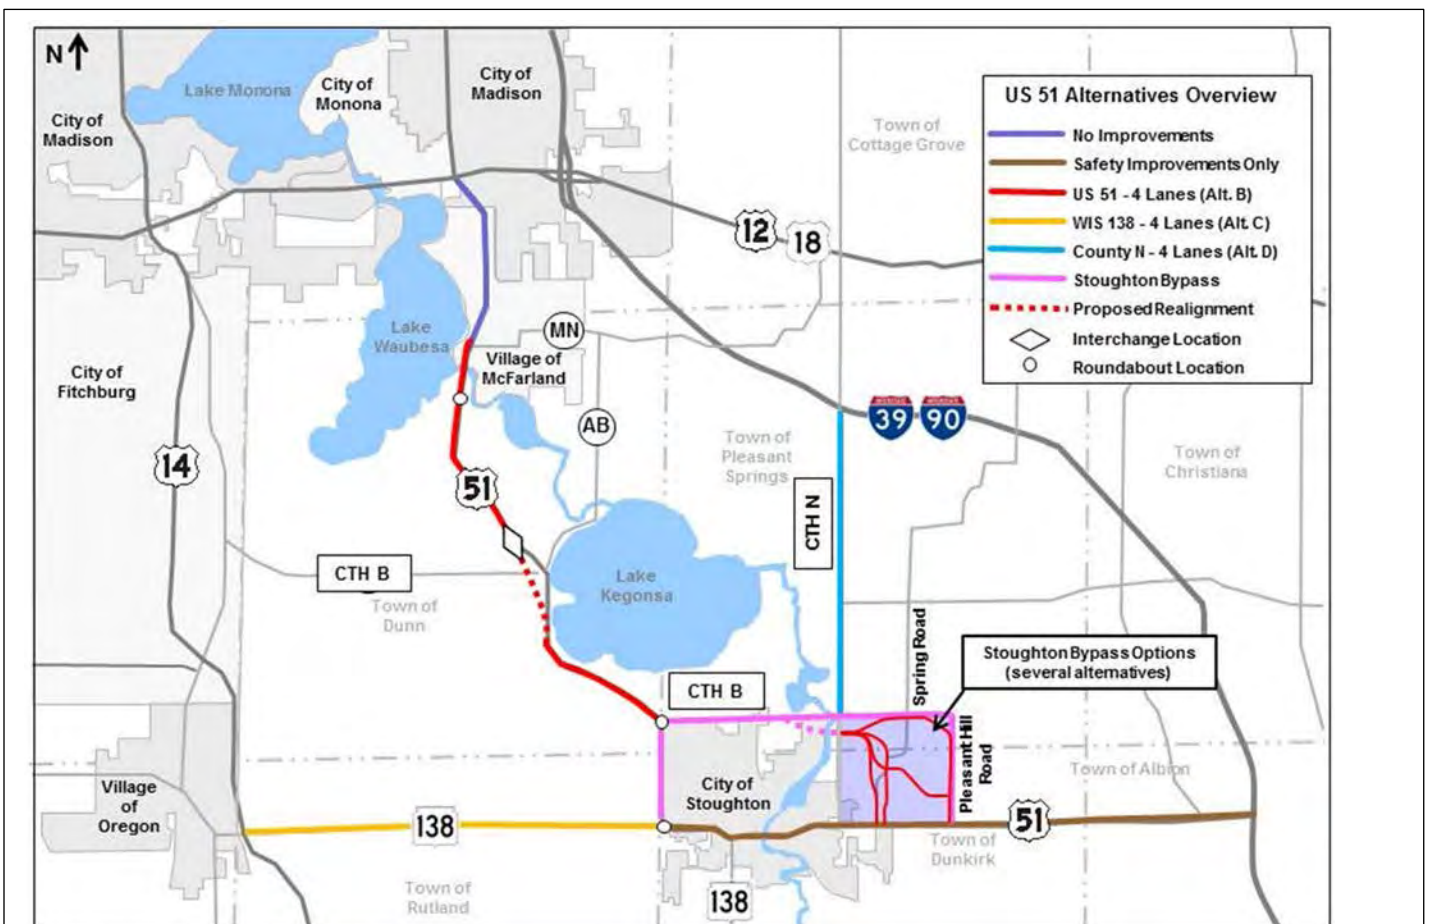 N
Lake Monona
City of
Monona
City of
Madison
City of
Madison
Town of
Cottage Grove
US 51 Alternatives Overview
No Improvements
Safety Improvements Only
US 51 - 4 Lanes (Alt. B)
WIS 138 - 4 Lanes (Alt. C)
County N - 4 Lanes (Alt. D)
Stoughton Bypass
Proposed Realignment
Interchange Location
Roundabout Location
12
18
Lake
Waubesa
MN
Village of
McFarland
City of
Fitchburg
39
90
AB
Town of
Pleasant
Springs
Town of
Christiana
14
51
CTH N
CTH B
Town of
Dunn
Lake
Kegonsa
Spring Road
Stoughton Bypass Options
(several alternatives)
CTH B
Pleasant Hill
Road
Town of Albion
Village
of
Oregon
City of
Stoughton
138
51
Town of
Dunkirk
Town of
Rutland
138